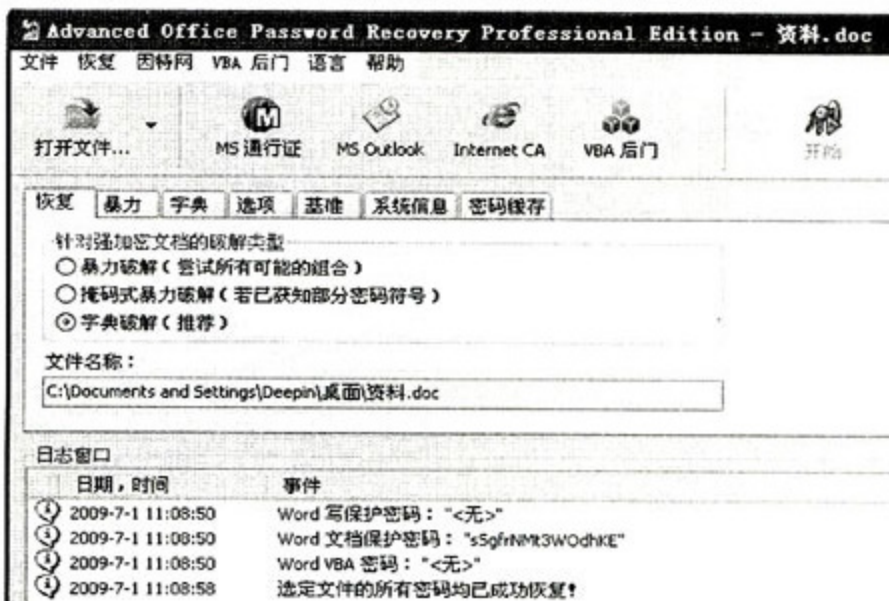 Advanced Office Password Recovery Professional Edition - 资料.doc
文件 恢复 因特网 VBA 后门 语言 帮助
打开文件... MS 通行证 MS Outlook Internet CA VBA 后门 开始
恢复 暴力 字典 选项 基准 系统信息 密码缓存
针对强加密文档的破解类型
暴力破解(尝试所有可能的组合)
掩码式暴力破解(若已获知部分密码符号)
字典破解(推荐)
文件名称:
C:\Documents and Settings\Deepin\桌面\资料.doc
日志窗口
日期,时间 事件
2009-7-1 11:08:50 Word 写保护密码: "<无>"
2009-7-1 11:08:50 Word 文档保护密码: "sSgfrNMt3WOdhKE"
2009-7-1 11:08:50 Word VBA 密码: "<无>"
2009-7-1 11:08:58 选定文件的所有密码均已成功恢复!